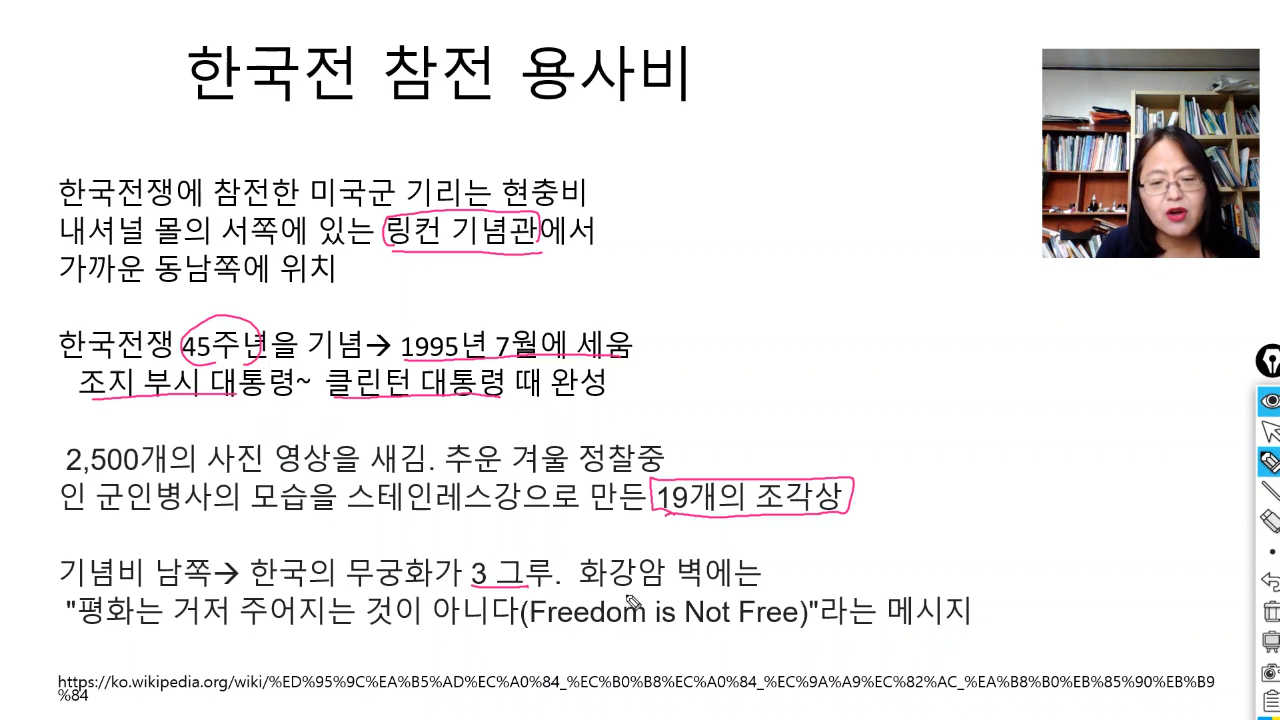 한국전 참전 용사비
한국전쟁에 참전한 미국군 기리는 현충비
내셔널 몰의 서쪽에 있는 링컨 기념관에서
가까운 동남쪽에 위치
한국전쟁 45주년을 기념→ 1995년 7월에 세움
조지 부시 대통령~ 클린턴 대통령 때 완성
2,500개의 사진 영상을 새김. 추운 겨울 정찰중
인 군인병사의 모습을 스테인레스강으로 만든 19개의 조각상
기념비 남쪽→ 한국의 무궁화가 3 그루. 화강암 벽에는
"평화는 거저 주어지는 것이 아니다(Freedom is Not Free)"라는 메시지
https://ko.wikipedia.org/wiki/%ED%95%9C%EA%B5%AD%EC%A0%84_%EC%B0%B8%EC%A0%84_%EC%9A%A9%EC%82%AC_%EA%B8%B0%EB%85%90%EB%B9
%84